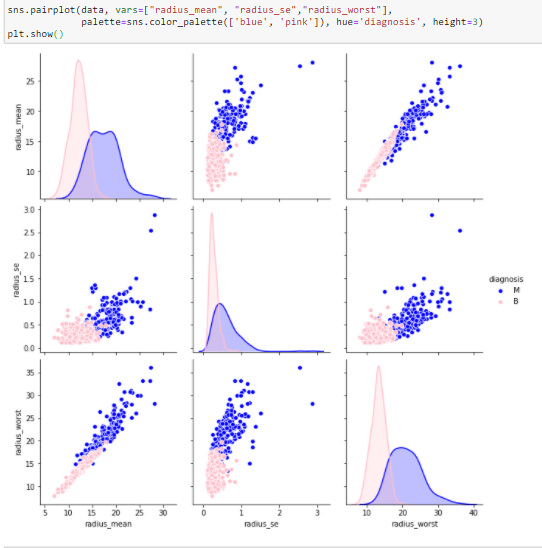 sns.pairplot(data, vars=["radius_mean", "radius_se","radius_worst"],
palette=sns.color_palette(['blue', 'pink']), hue='diagnosis', height=3)
plt.show()
radius_mean
25
20
15
10
radius_se
3.0
2.5
2.0
1.5
1.0
0.5
0.0
diagnosis
M
B
radius_worst
35
30
25
20
15
10
5 10 15 20 25 30
radius_mean
0 1 2 3
radius_se
10 20 30 40
radius_worst